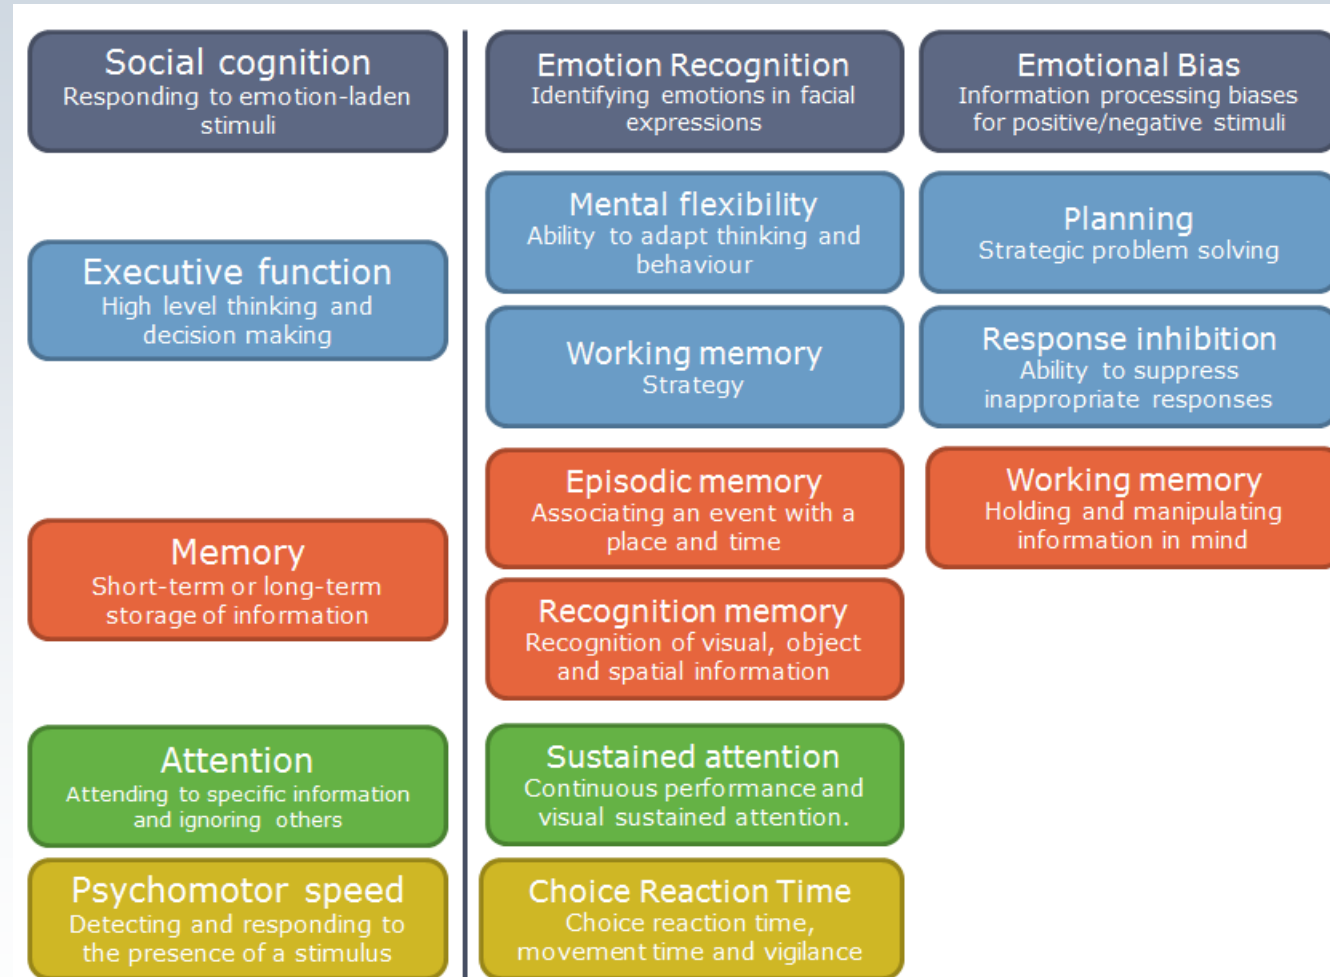 Social cognition
Responding to emotion-laden
stimuli
Emotion Recognition
Identifying emotions in facial
expressions
Emotional Bias
Information processing biases
for positive/negative stimuli
Executive function
High level thinking and
decision making
Mental flexibility
Ability to adapt thinking and
behaviour
Planning
Strategic problem solving
Working memory
Strategy
Response inhibition
Ability to suppress
inappropriate responses
Memory
Short-term or long-term
storage of information
Episodic memory
Associating an event with a
place and time
Working memory
Holding and manipulating
information in mind
Recognition memory
Recognition of visual, object
and spatial information
Attention
Attending to specific information
and ignoring others
Sustained attention
Continuous performance and
visual sustained attention.
Psychomotor speed
Detecting and responding to
the presence of a stimulus
Choice Reaction Time
Choice reaction time,
movement time and vigilance